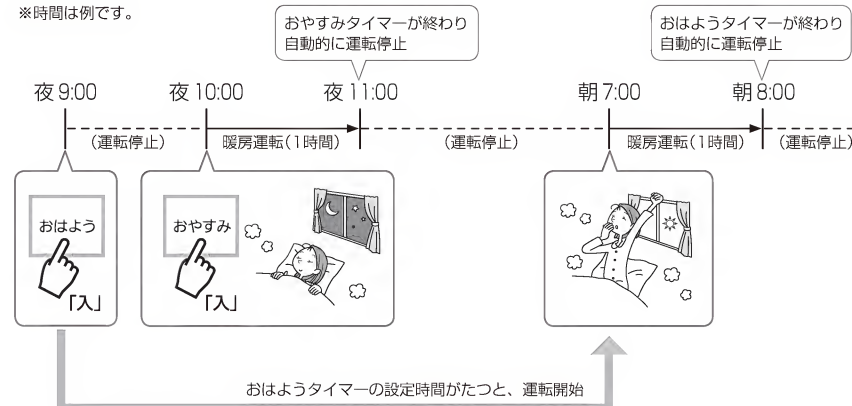 ※時間は例です。
おやすみタイマーが終わり
自動的に運転停止
おはようタイマーが終わり
自動的に運転停止
夜9:00
夜10:00
夜11:00
朝7:00
朝8:00
(運転停止)
暖房運転(1時間)
(運転停止)
暖房運転(1時間)
(運転停止)
おはよう
「入」
おやすみ
「入」
おはようタイマーの設定時間がたつと、運転開始